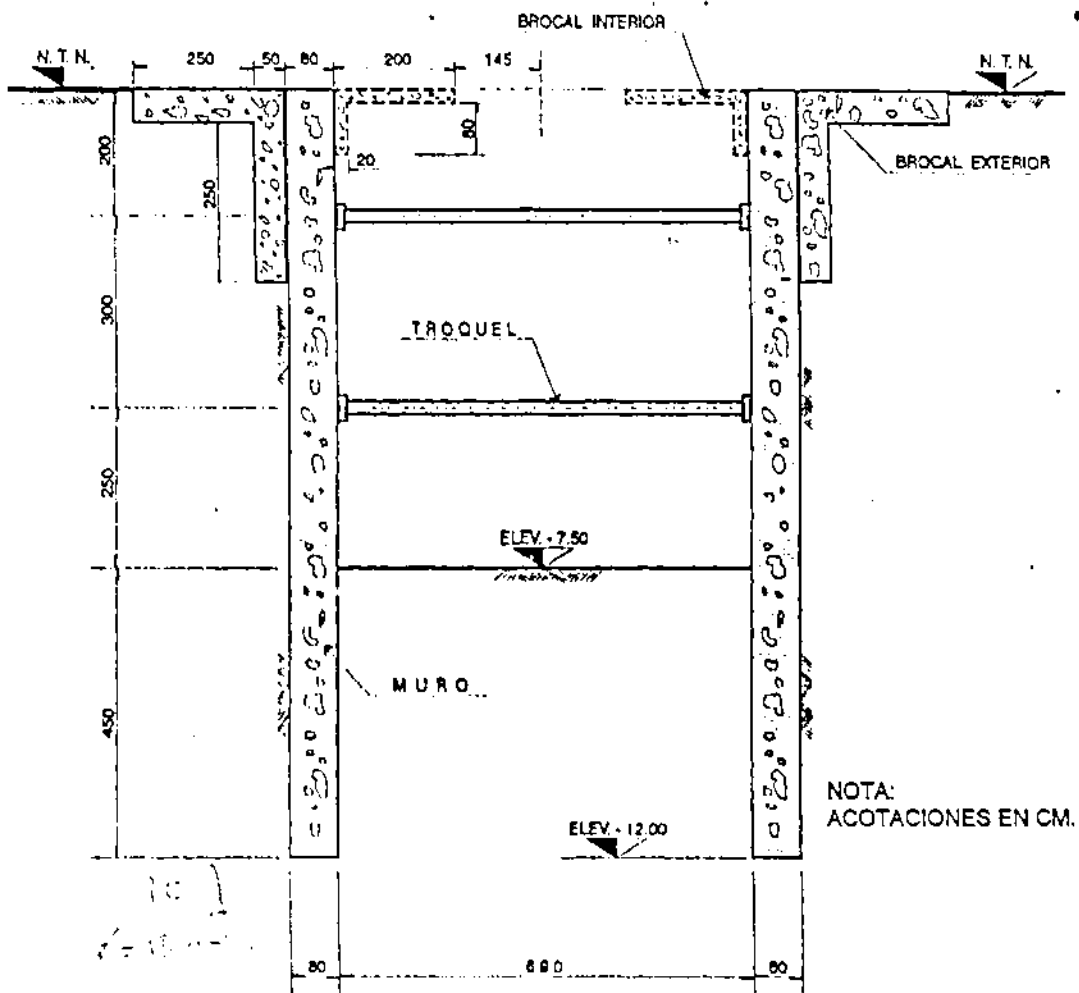 BROCAL INTERIOR
N. T. N.
250 50 80 200 145
N. T. N.
80
20
BROCAL EXTERIOR
200
250
300
TROQUEL
250
ELEV. - 7.50
MURO
450
NOTA:
ACOTACIONES EN CM.
ELEV. - 12.00
80 690 80